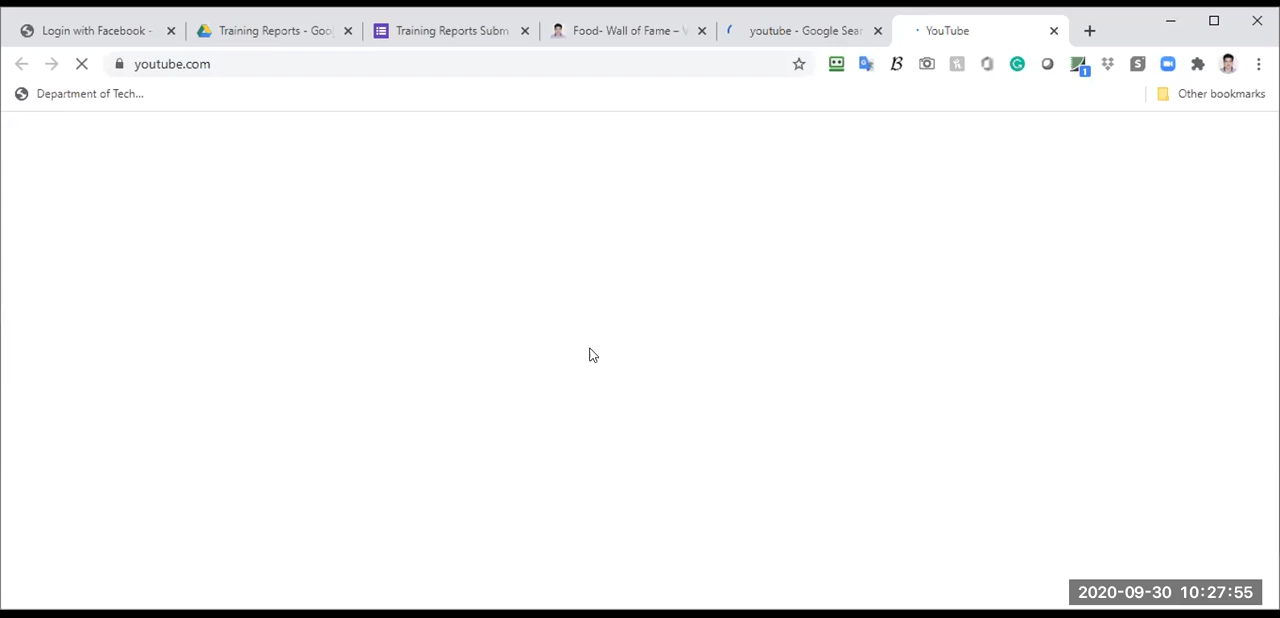 Login with Facebook -
Training Reports - Goo
Training Reports Subm
Food- Wall of Fame –
youtube - Google Sear
YouTube
youtube.com
1
Department of Tech...
Other bookmarks
2020-09-30 10:27:55